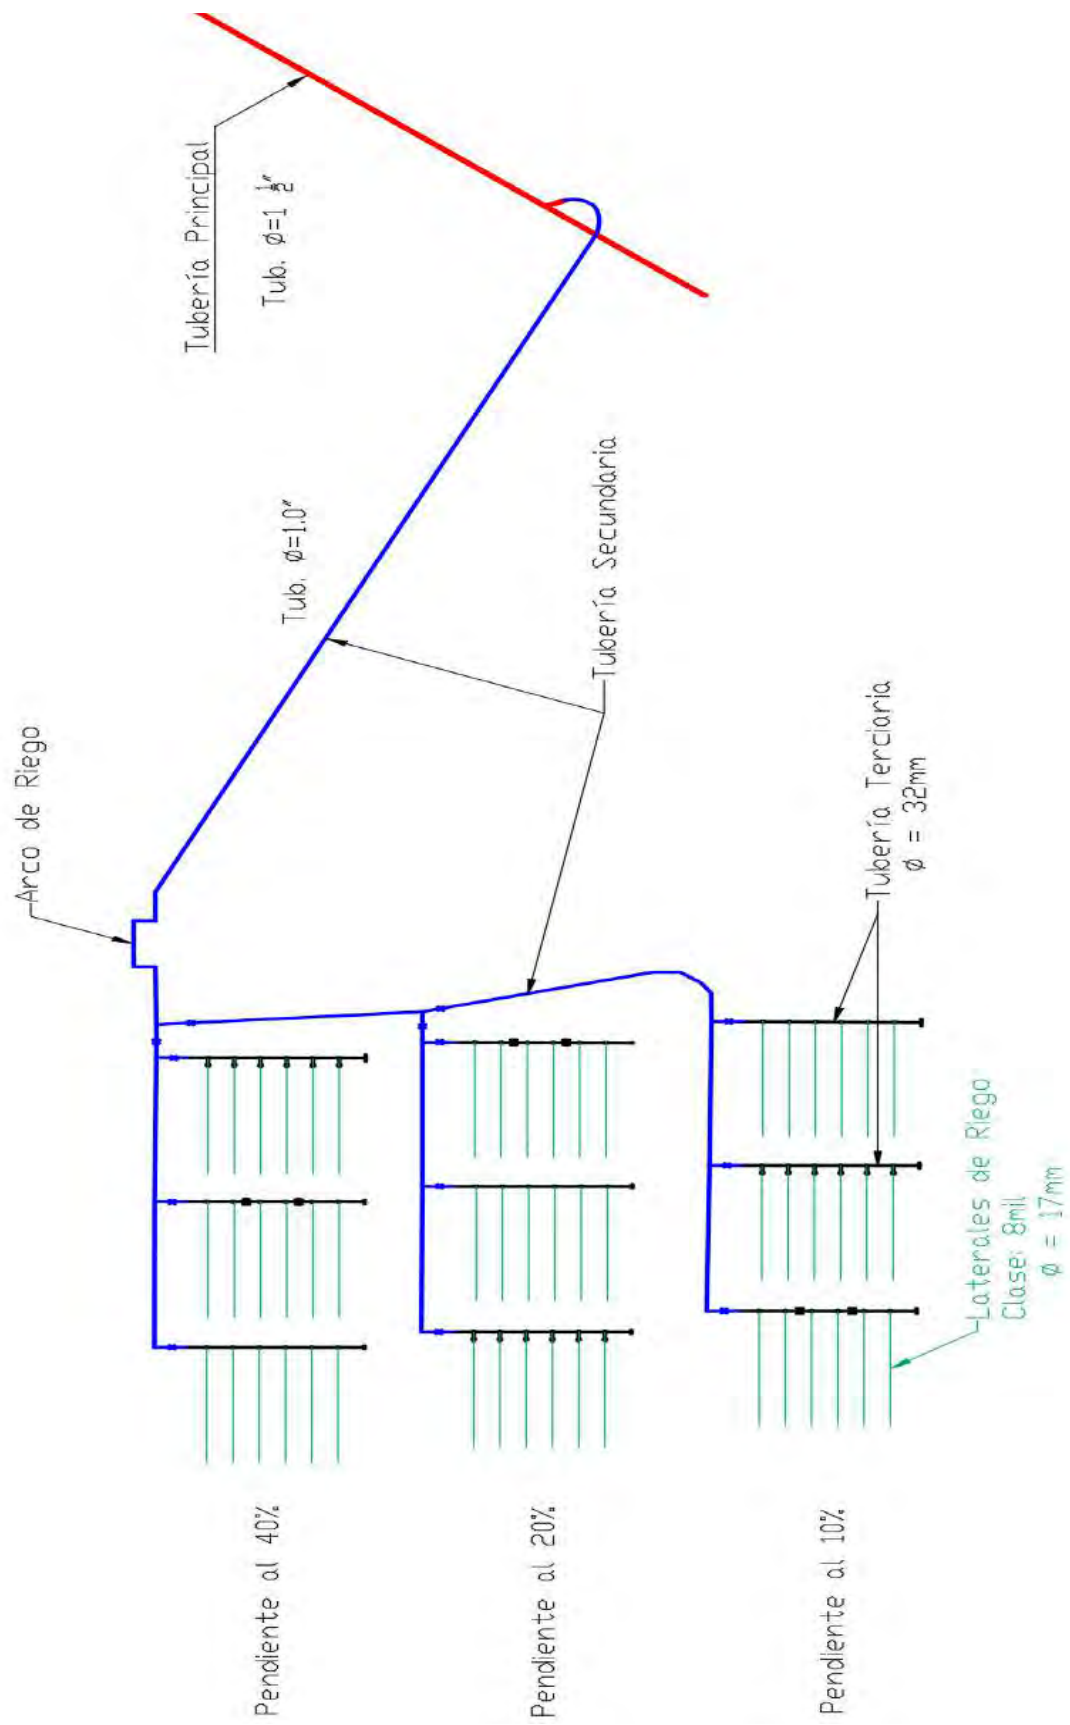 Tubería Principal
Tub. Ø=1 1/2"
Tub. Ø=1.0"
Arco de Riego
Tubería Secundaria
Tubería Terciaria
Ø = 32mm
Laterales de Riego
Clase: 8mil
Ø = 17mm
Pendiente al 40%
Pendiente al 20%
Pendiente al 10%